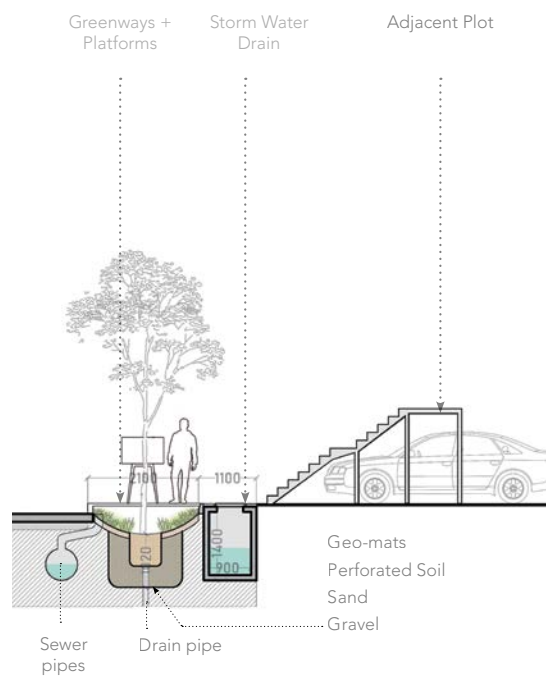 Greenways +
Platforms
Storm Water
Drain
Adjacent Plot
2100
1100
1400
900
Geo-mats
Perforated Soil
Sand
Gravel
Sewer
pipes
Drain pipe